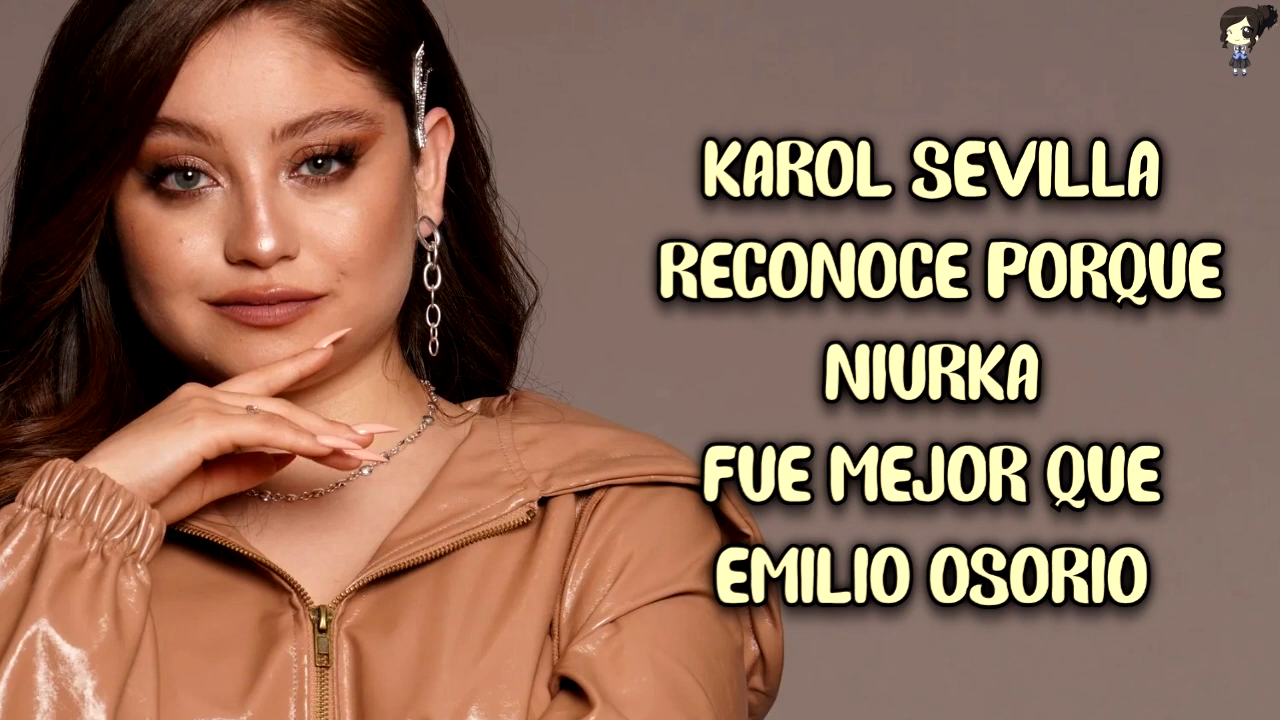 KAROL SEVILLA
RECONOCE PORQUE
NIURKA
FUE MEJOR QUE
EMILIO OSORIO